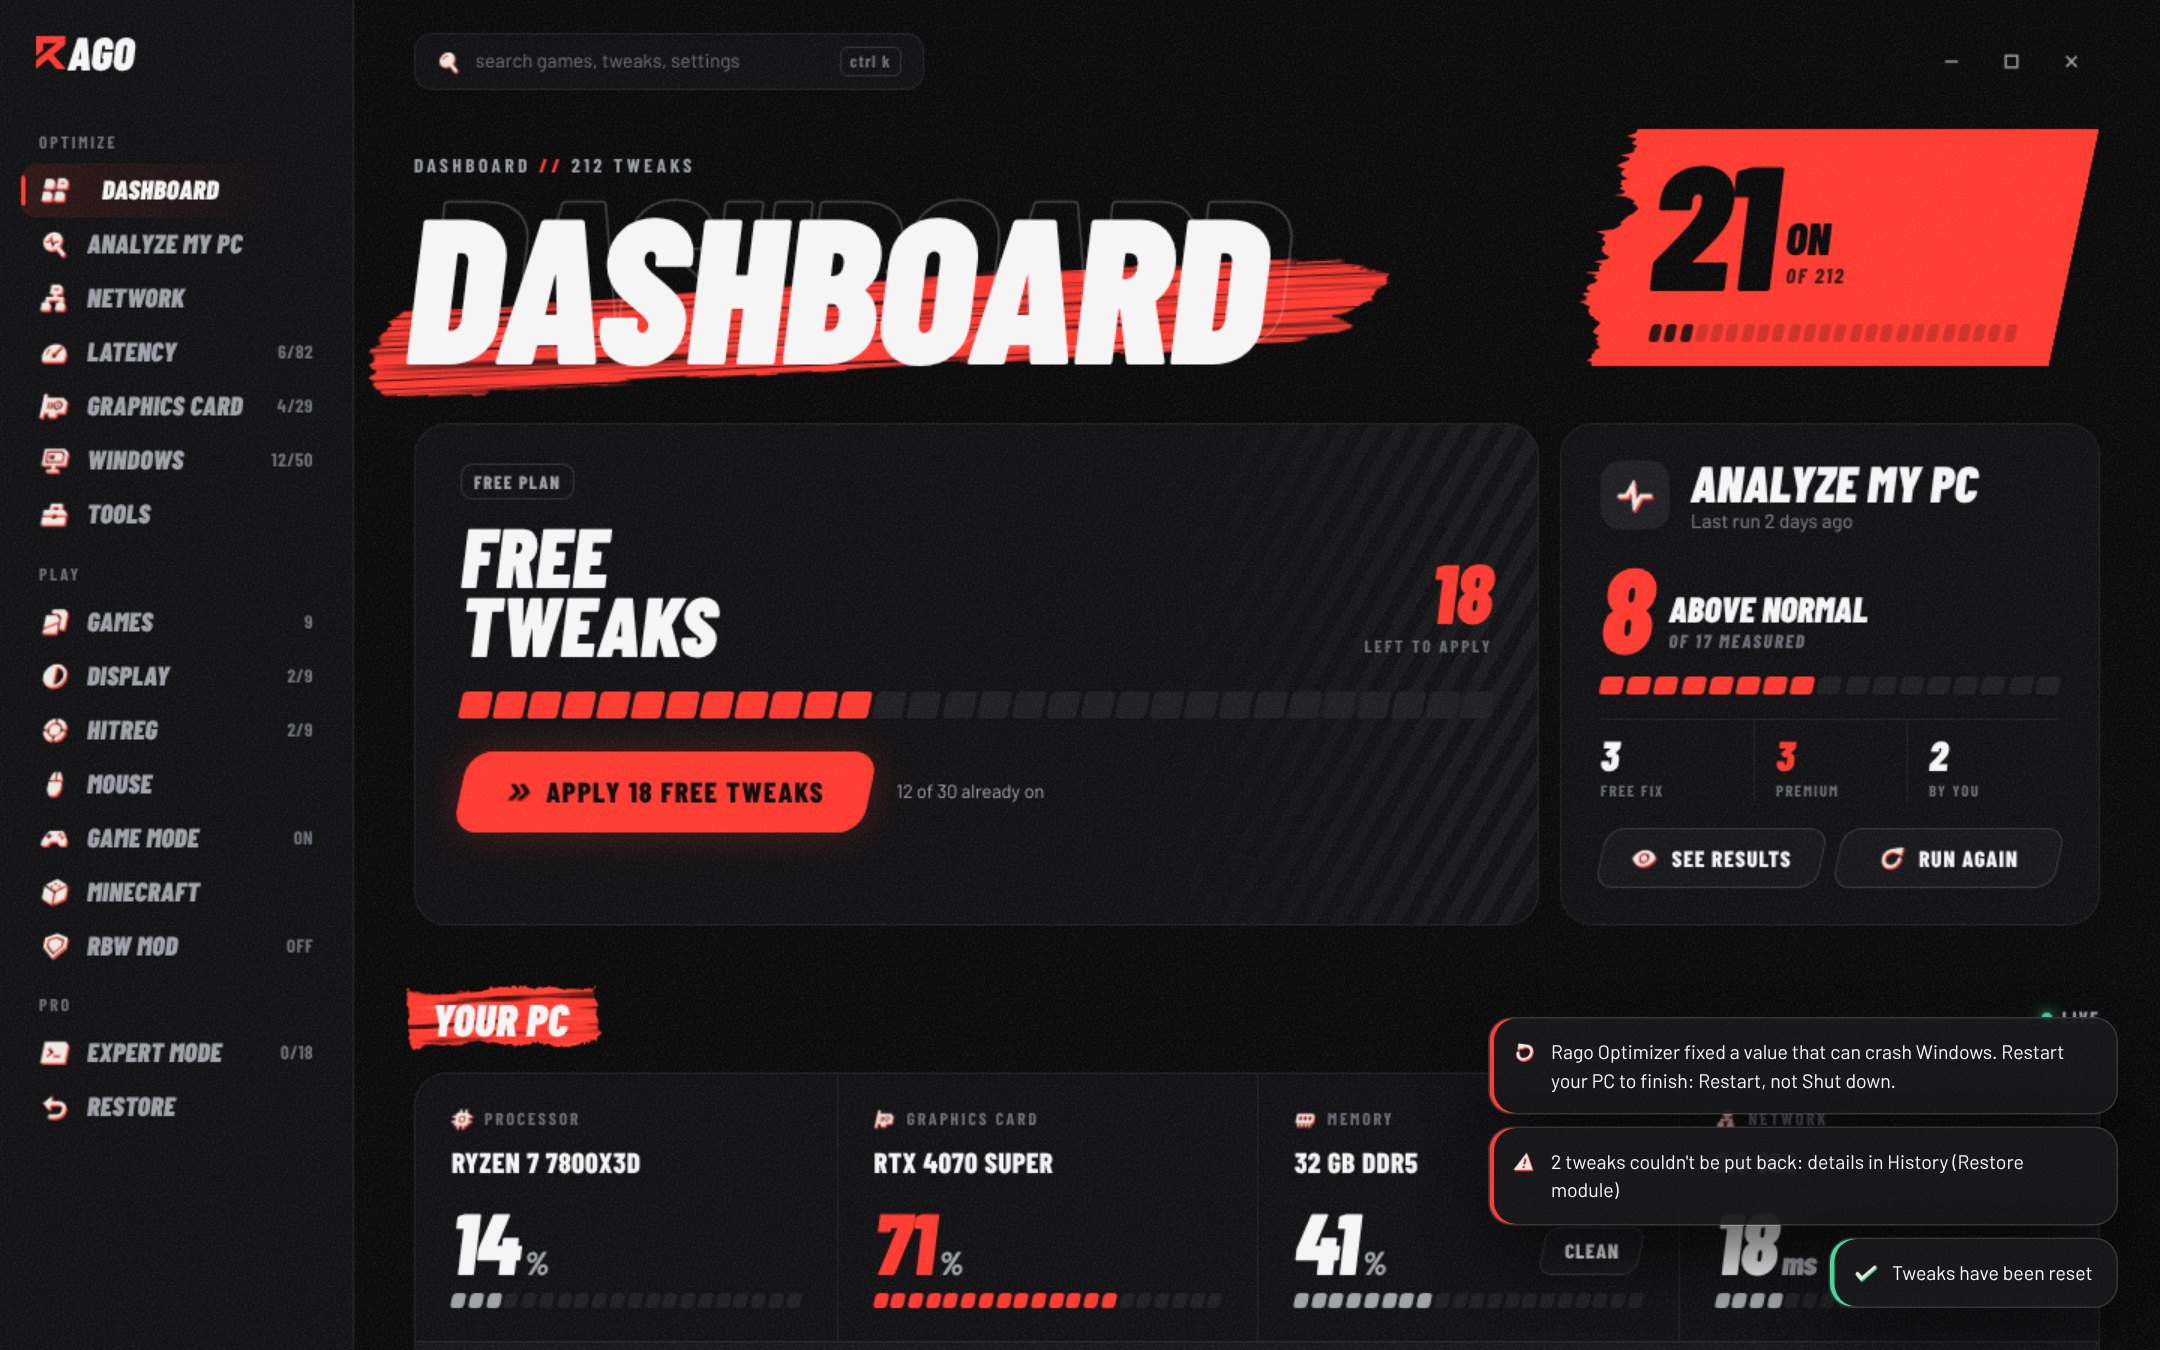 RAGO
search games, tweaks, settings
ctrl k
OPTIMIZE
DASHBOARD
ANALYZE MY PC
NETWORK
LATENCY 6/82
GRAPHICS CARD 4/29
WINDOWS 12/50
TOOLS
PLAY
GAMES 9
DISPLAY 2/9
HITREG 2/9
MOUSE
GAME MODE ON
MINECRAFT
RBW MOD OFF
PRO
EXPERT MODE 0/18
RESTORE
DASHBOARD // 212 TWEAKS
DASHBOARD
21 ON
OF 212
FREE PLAN
FREE
TWEAKS
18
LEFT TO APPLY
APPLY 18 FREE TWEAKS
12 of 30 already on
ANALYZE MY PC
Last run 2 days ago
8 ABOVE NORMAL
OF 17 MEASURED
3
FREE FIX
3
PREMIUM
2
BY YOU
SEE RESULTS
RUN AGAIN
YOUR PC
LIVE
PROCESSOR
RYZEN 7 7800X3D
14%
GRAPHICS CARD
RTX 4070 SUPER
71%
MEMORY
32 GB DDR5
41%
CLEAN
NETWORK
18 ms
Rago Optimizer fixed a value that can crash Windows. Restart
your PC to finish: Restart, not Shut down.
2 tweaks couldn't be put back: details in History (Restore
module)
Tweaks have been reset